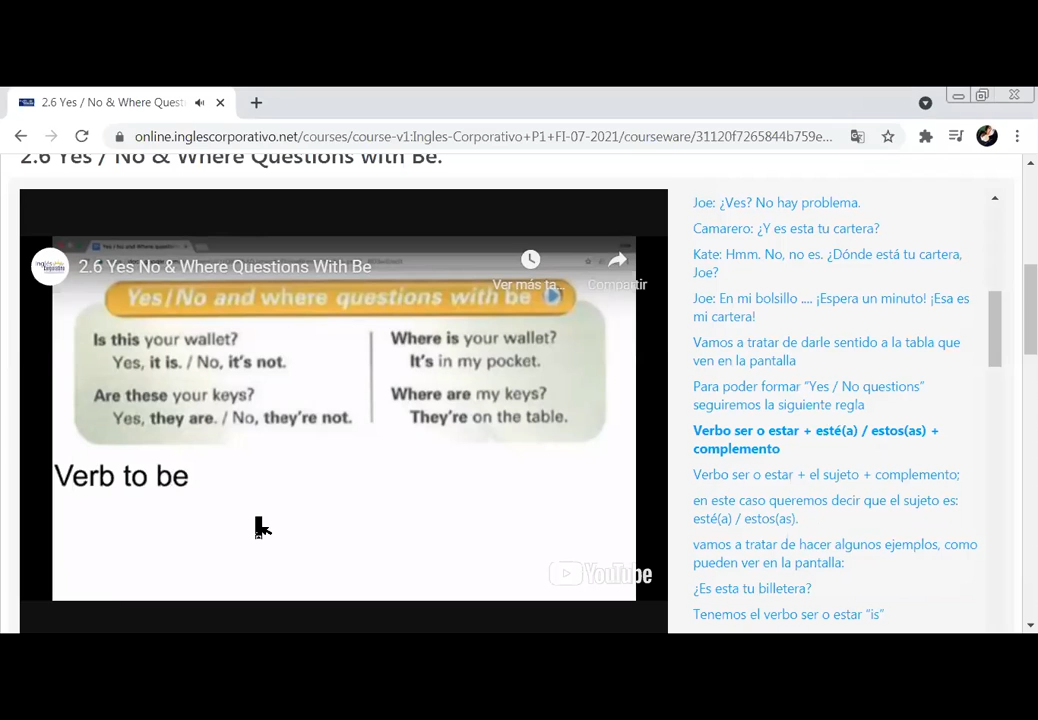 2.6 Yes / No & Where Quest
online.inglescorporativo.net/courses/course-v1:Ingles-Corporativo+P1+FI-07-2021/courseware/31120f7265844b759e...
2.6 Yes / No & Where Questions with Be.
2.6 Yes No & Where Questions With Be
Ver más ta...
Compartir
Yes/No and where questions with be
Is this your wallet?
Yes, it is. / No, it's not.
Are these your keys?
Yes, they are. / No, they're not.
Where is your wallet?
It's in my pocket.
Where are my keys?
They're on the table.
Verb to be
YouTube
Joe: ¿Ves? No hay problema.
Camarero: ¿Y es esta tu cartera?
Kate: Hmm. No, no es. ¿Dónde está tu cartera,
Joe?
Joe: En mi bolsillo .... ¡Espera un minuto! ¡Esa es
mi cartera!
Vamos a tratar de darle sentido a la tabla que
ven en la pantalla
Para poder formar “Yes / No questions”
seguiremos la siguiente regla
Verbo ser o estar + esté(a) / estos(as) +
complemento
Verbo ser o estar + el sujeto + complemento;
en este caso queremos decir que el sujeto es:
esté(a) / estos(as).
vamos a tratar de hacer algunos ejemplos, como
pueden ver en la pantalla:
¿Es esta tu billetera?
Tenemos el verbo ser o estar “is”